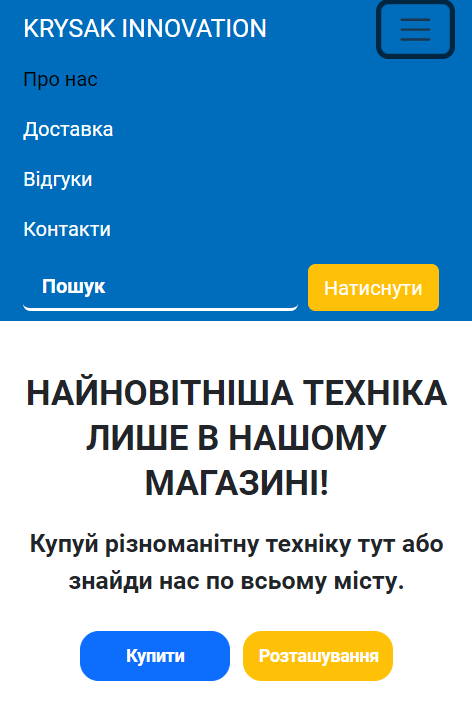 KRYSAK INNOVATION
Про нас
Доставка
Відгуки
Контакти
Пошук
Натиснути
НАЙНОВІТНІША ТЕХНІКА
ЛИШЕ В НАШОМУ
МАГАЗИНІ!
Купуй різноманітну техніку тут або
знайди нас по всьому місту.
Купити
Розташування